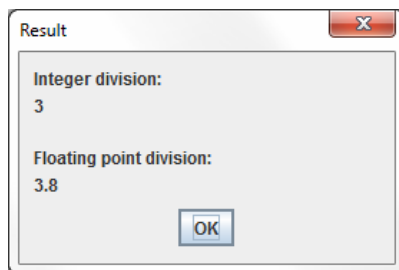 Result
Integer division:
3
Floating point division:
3.8
OK